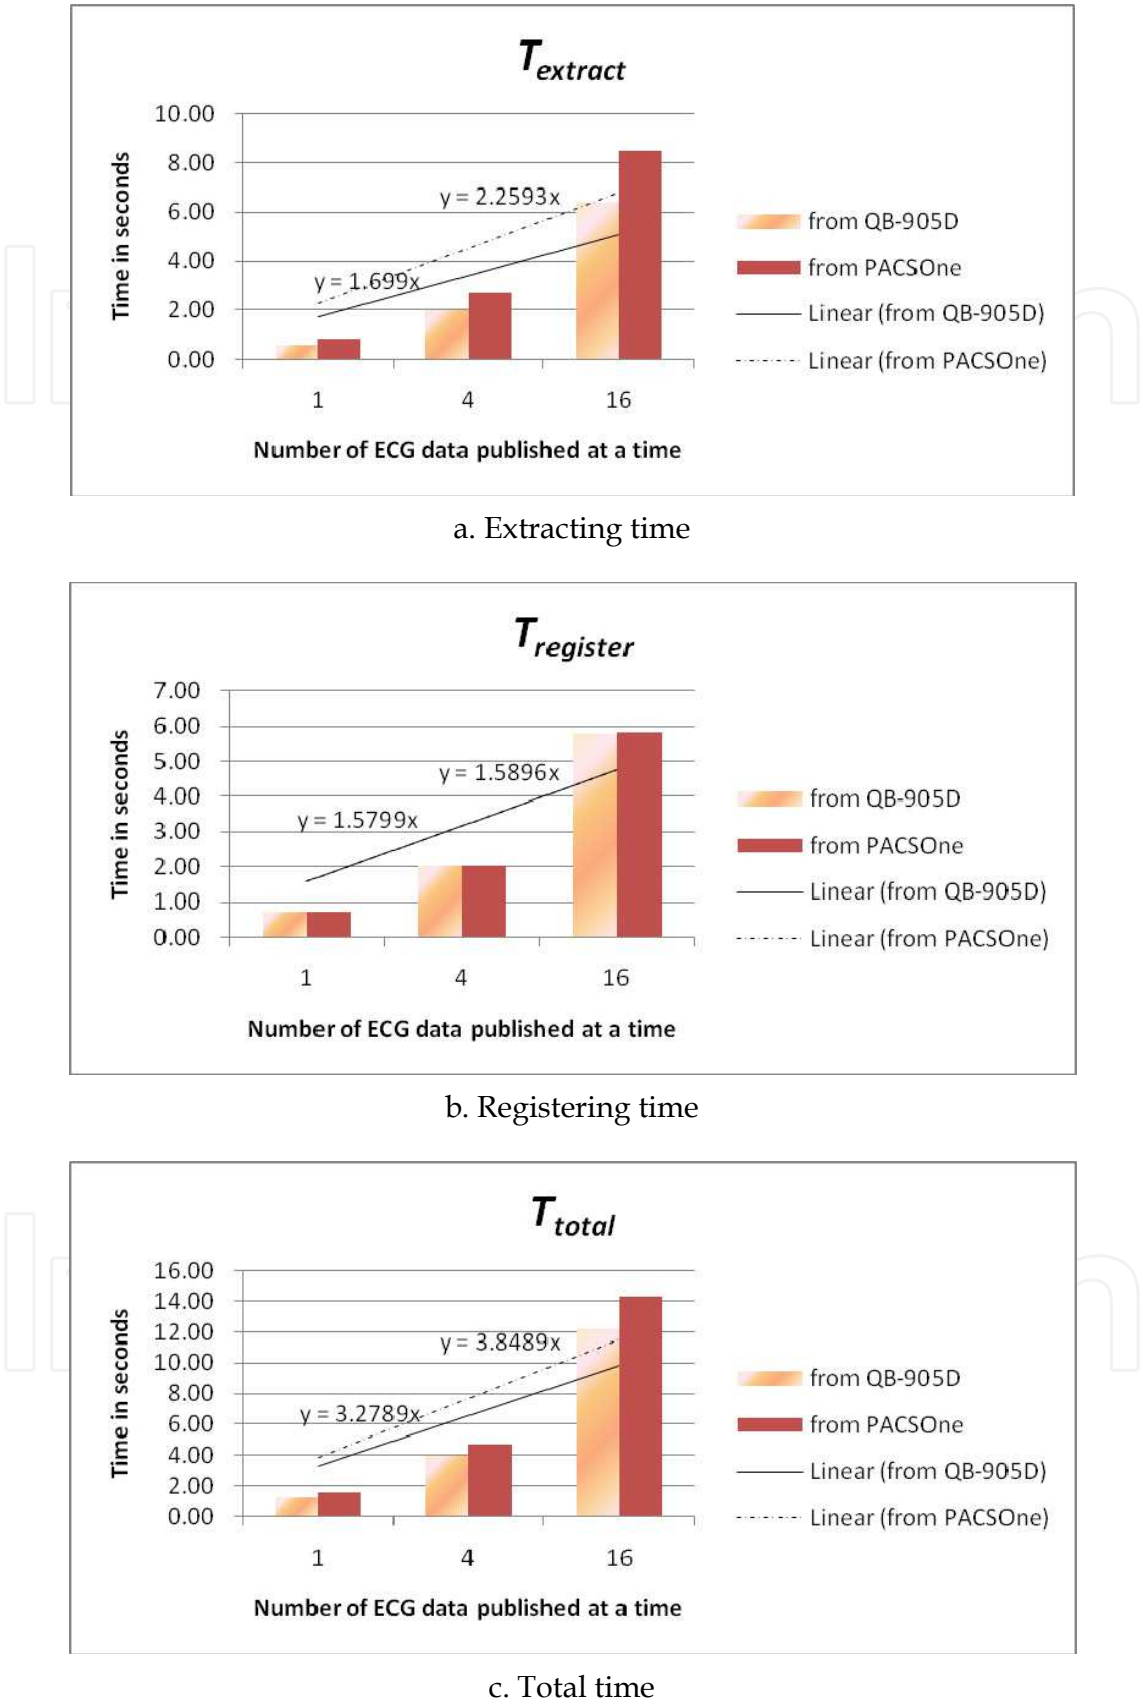 T extract
10.00
8.00
6.00
4.00
2.00
0.00
Time in seconds
y = 2.2593x
y = 1.699x
1 4 16
Number of ECG data published at a time
from QB-905D
from PACSOne
Linear (from QB-905D)
Linear (from PACSOne)
a. Extracting time
T register
7.00
6.00
5.00
4.00
3.00
2.00
1.00
0.00
Time in seconds
y = 1.5896x
y = 1.5799x
1 4 16
Number of ECG data published at a time
from QB-905D
from PACSOne
Linear (from QB-905D)
Linear (from PACSOne)
b. Registering time
T total
16.00
14.00
12.00
10.00
8.00
6.00
4.00
2.00
0.00
Time in seconds
y = 3.8489x
y = 3.2789x
1 4 16
Number of ECG data published at a time
from QB-905D
from PACSOne
Linear (from QB-905D)
Linear (from PACSOne)
c. Total time